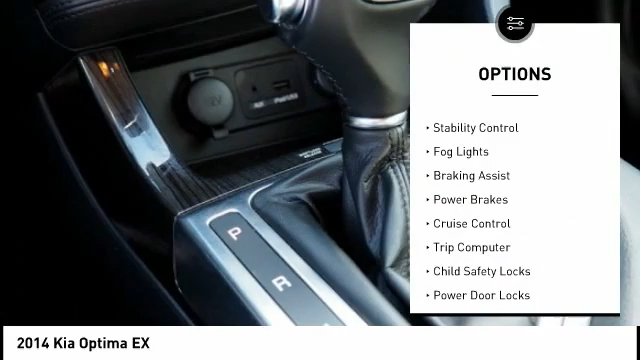 OPTIONS
‣ Stability Control
‣ Fog Lights
‣ Braking Assist
‣ Power Brakes
‣ Cruise Control
‣ Trip Computer
‣ Child Safety Locks
‣ Power Door Locks
P
R
2014 Kia Optima EX